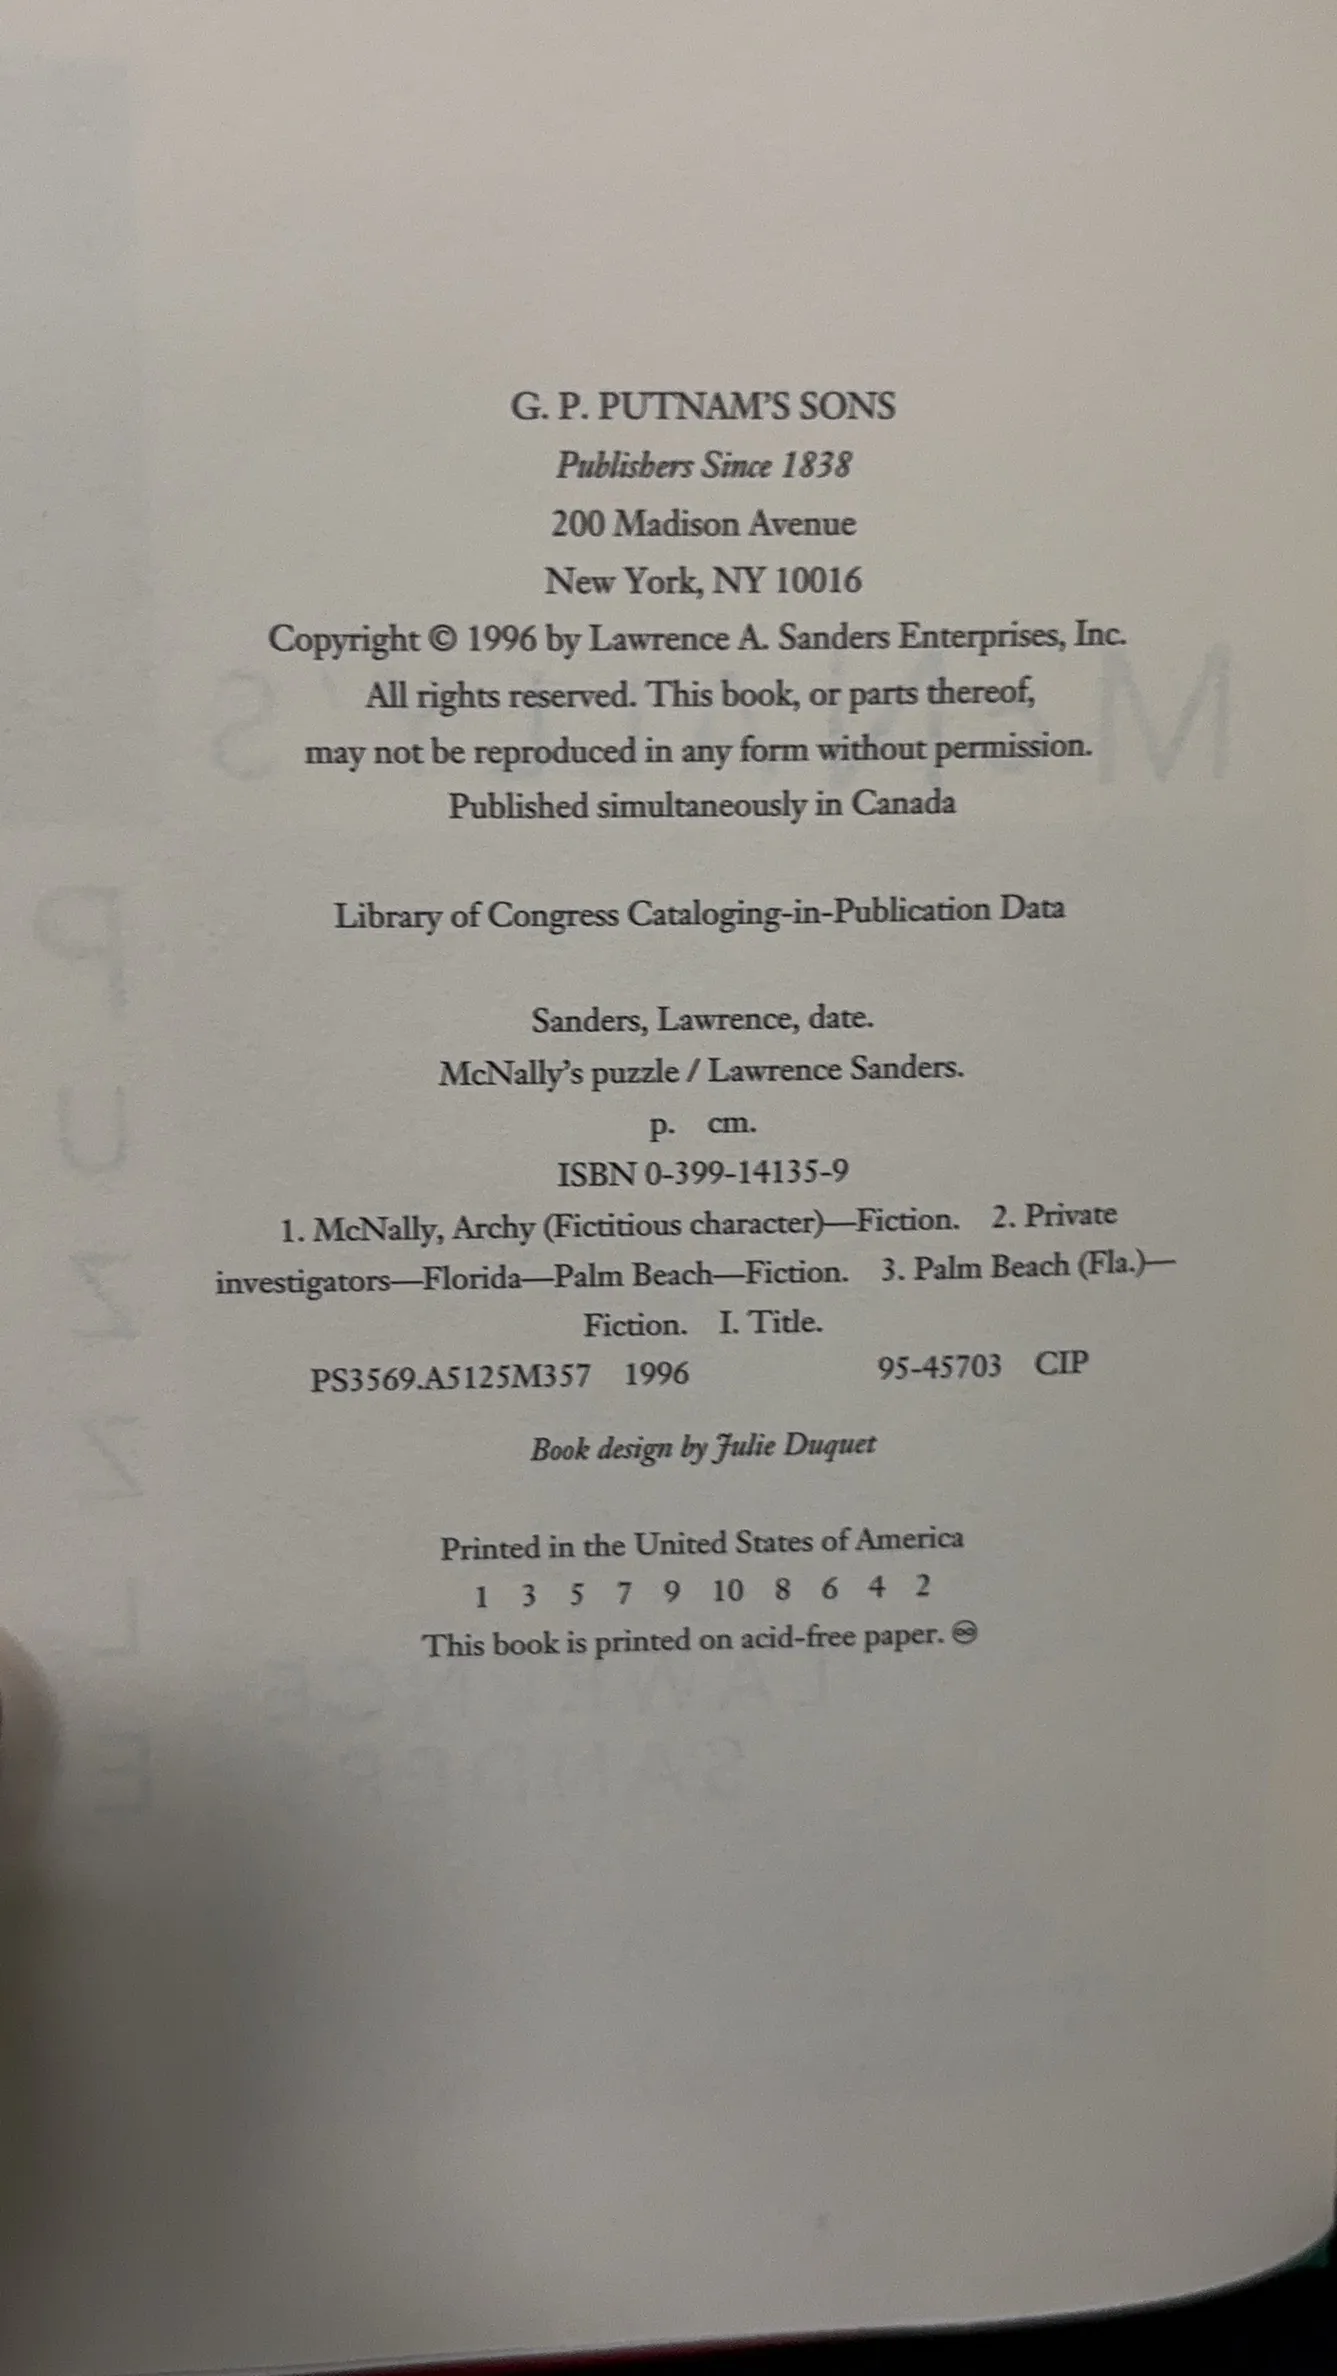 G. P. PUTNAM'S SONS
Publishers Since 1838
200 Madison Avenue
New York, NY 10016
Copyright © 1996 by Lawrence A. Sanders Enterprises, Inc.
All rights reserved. This book, or parts thereof,
may not be reproduced in any form without permission.
Published simultaneously in Canada
Library of Congress Cataloging-in-Publication Data
Sanders, Lawrence, date.
McNally's puzzle / Lawrence Sanders.
p. cm.
ISBN 0-399-14135-9
1. McNally, Archy (Fictitious character)—Fiction. 2. Private
investigators—Florida—Palm Beach—Fiction. 3. Palm Beach (Fla.)—
Fiction. I. Title.
PS3569.A5125M357 1996 95-45703 CIP
Book design by Julie Duquet
Printed in the United States of America
1 3 5 7 9 10 8 6 4 2
This book is printed on acid-free paper. ♾